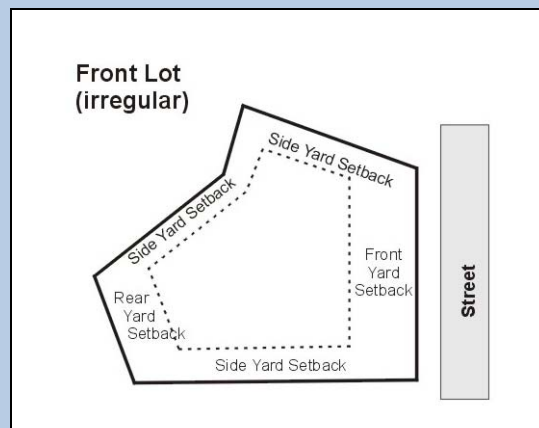 Front Lot
(irregular)
Side Yard Setback
Side Yard Setback
Front
Yard
Setback
Street
Rear
Yard
Setback
Side Yard Setback